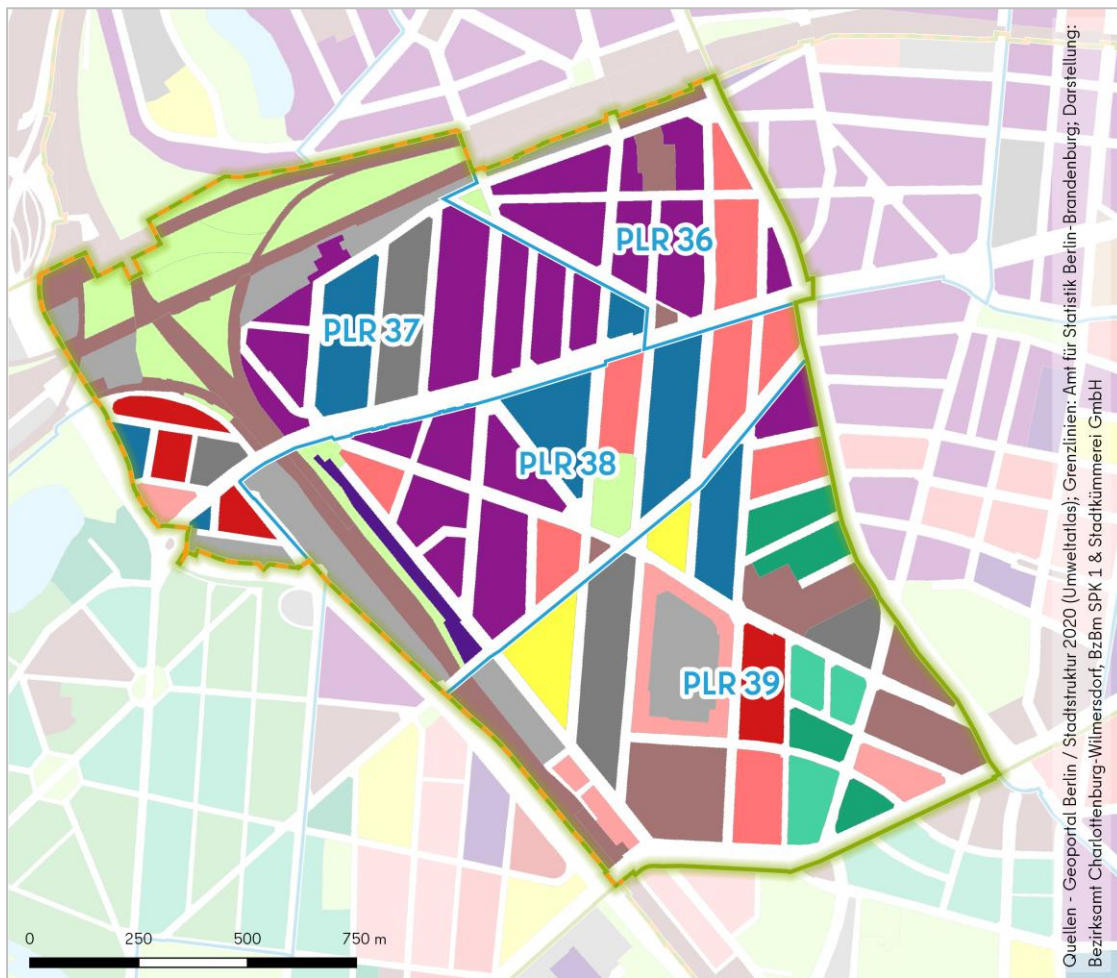 PLR 36
PLR 37
PLR 38
PLR 39
0 250 500 750 m
Quellen - Geoportal Berlin / Stadtstruktur 2020 (Umweltatlas); Grenzlinien: Amt für Statistik Berlin-Brandenburg; Darstellung:
Bezirksamt Charlottenburg-Wilmersdorf, BzBm SPK 1 & Stadtkümmerei GmbH